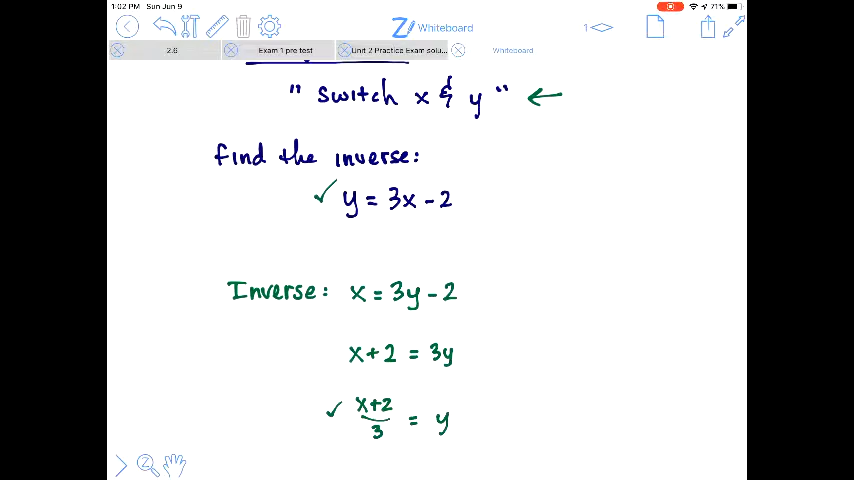 1:02 PM Sun Jun 9 71%
Whiteboard 1
2.6 Exam 1 pre test Unit 2 Practice Exam solu... Whiteboard
" Switch x & y " ←
Find the inverse:
✓ y = 3x - 2
Inverse: x = 3y - 2
x + 2 = 3y
✓ x+2/3 = y